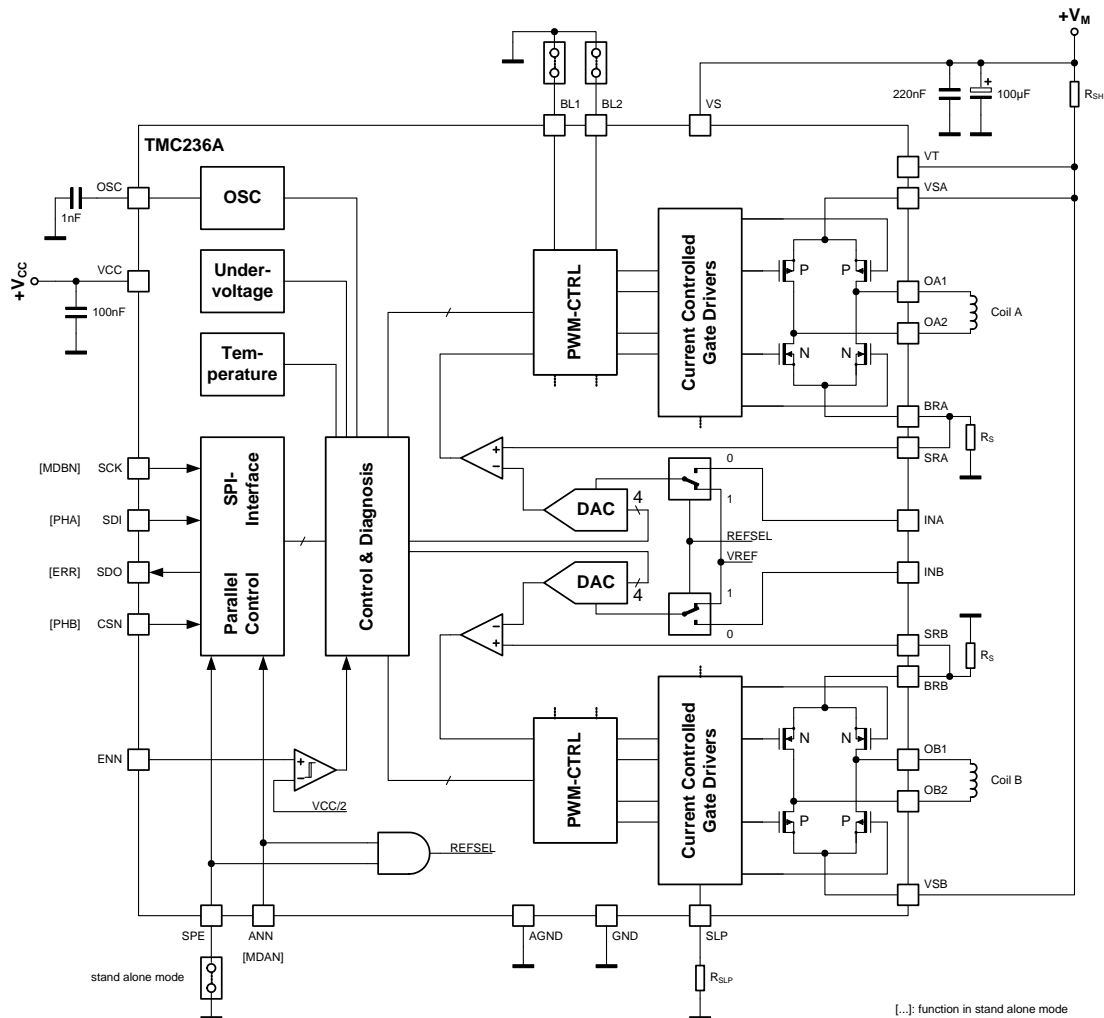 +VM
220nF
+
100µF
RSH
BL1
BL2
VS
TMC236A
VT
VSA
OSC
1nF
OSC
+VCC
VCC
100nF
Under-
voltage
Tem-
perature
PWM-CTRL
Current Controlled
Gate Drivers
P
P
N
N
OA1
OA2
Coil A
BRA
SRA
RS
[MDBN]
SCK
[PHA]
SDI
[ERR]
SDO
[PHB]
CSN
SPI-
Interface
Parallel
Control
Control & Diagnosis
+
−
DAC
4
0
1
INA
REFSEL
VREF
INB
DAC
4
1
0
−
+
SRB
BRB
RS
ENN
+
−
VCC/2
REFSEL
PWM-CTRL
Current Controlled
Gate Drivers
N
N
P
P
OB1
OB2
Coil B
VSB
SPE
ANN
[MDAN]
AGND
GND
SLP
stand alone mode
RSLP
[...]: function in stand alone mode